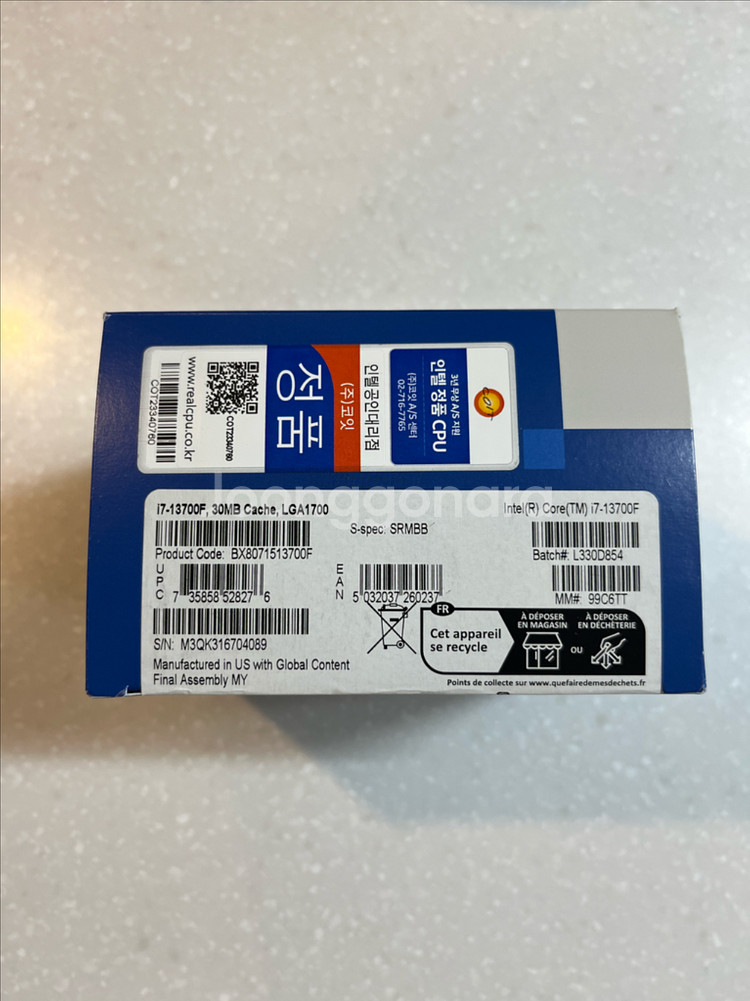 3년 무상 A/S 지원
인텔 정품 CPU
(주)코잇 A/S 센터
02-716-7765
인텔공인대리점
(주)코잇
정품
COT23340760
www.realcpu.co.kr
COT23340760
joonggonara
i7-13700F, 30MB Cache, LGA1700
Intel(R) Core(TM) i7-13700F
S-spec: SRMBB
Product Code: BX8071513700F
Batch#: L330D854
UPC 7 35858 52827 6
EAN 5 032037 260237
MM#: 99C6TT
S/N: M3QK316704089
Manufactured in US with Global Content
Final Assembly MY
FR
Cet appareil
se recycle
À DÉPOSER
EN MAGASIN
OU
À DÉPOSER
EN DÉCHÈTERIE
Points de collecte sur www.quefairedemesdechets.fr